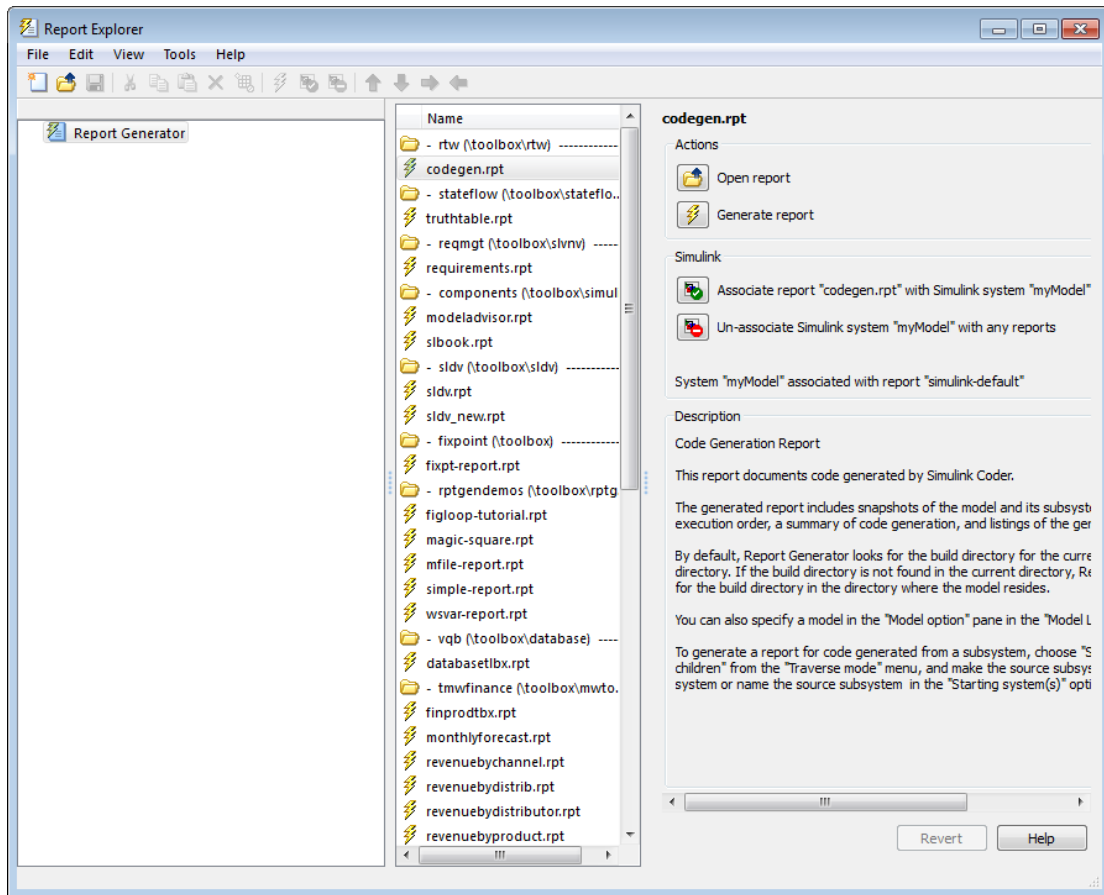 Report Explorer
File Edit View Tools Help
Report Generator
Name
- rtw (\toolbox\rtw) ------------
codegen.rpt
- stateflow (\toolbox\stateflo...
truthtable.rpt
- reqmgt (\toolbox\slvnv) -----
requirements.rpt
- components (\toolbox\simul
modeladvisor.rpt
slbook.rpt
- sldv (\toolbox\sldv) -----------
sldv.rpt
sldv_new.rpt
- fixpoint (\toolbox) ------------
fixpt-report.rpt
- rptgendemos (\toolbox\rptg
figloop-tutorial.rpt
magic-square.rpt
mfile-report.rpt
simple-report.rpt
wsvar-report.rpt
- vqb (\toolbox\database) ----
databasetlbx.rpt
- tmwfinance (\toolbox\mwto.
finprodtbx.rpt
monthlyforecast.rpt
revenuebychannel.rpt
revenuebydistrib.rpt
revenuebydistributor.rpt
revenuebyproduct.rpt
codegen.rpt
Actions
Open report
Generate report
Simulink
Associate report "codegen.rpt" with Simulink system "myModel"
Un-associate Simulink system "myModel" with any reports
System "myModel" associated with report "simulink-default"
Description
Code Generation Report
This report documents code generated by Simulink Coder.
The generated report includes snapshots of the model and its subsyste
execution order, a summary of code generation, and listings of the ger
By default, Report Generator looks for the build directory for the curre
directory. If the build directory is not found in the current directory, Re
for the build directory in the directory where the model resides.
You can also specify a model in the "Model option" pane in the "Model L
To generate a report for code generated from a subsystem, choose "S
children" from the "Traverse mode" menu, and make the source subsys
system or name the source subsystem in the "Starting system(s)" opti
Revert Help